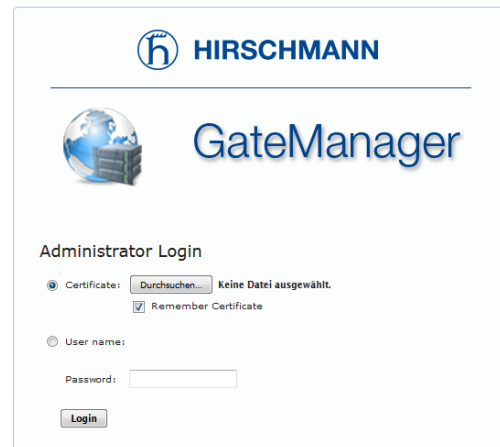 HIRSCHMANN
GateManager
Administrator Login
Certificate: Durchsuchen... Keine Datei ausgewählt.
Remember Certificate
User name:
Password:
Login